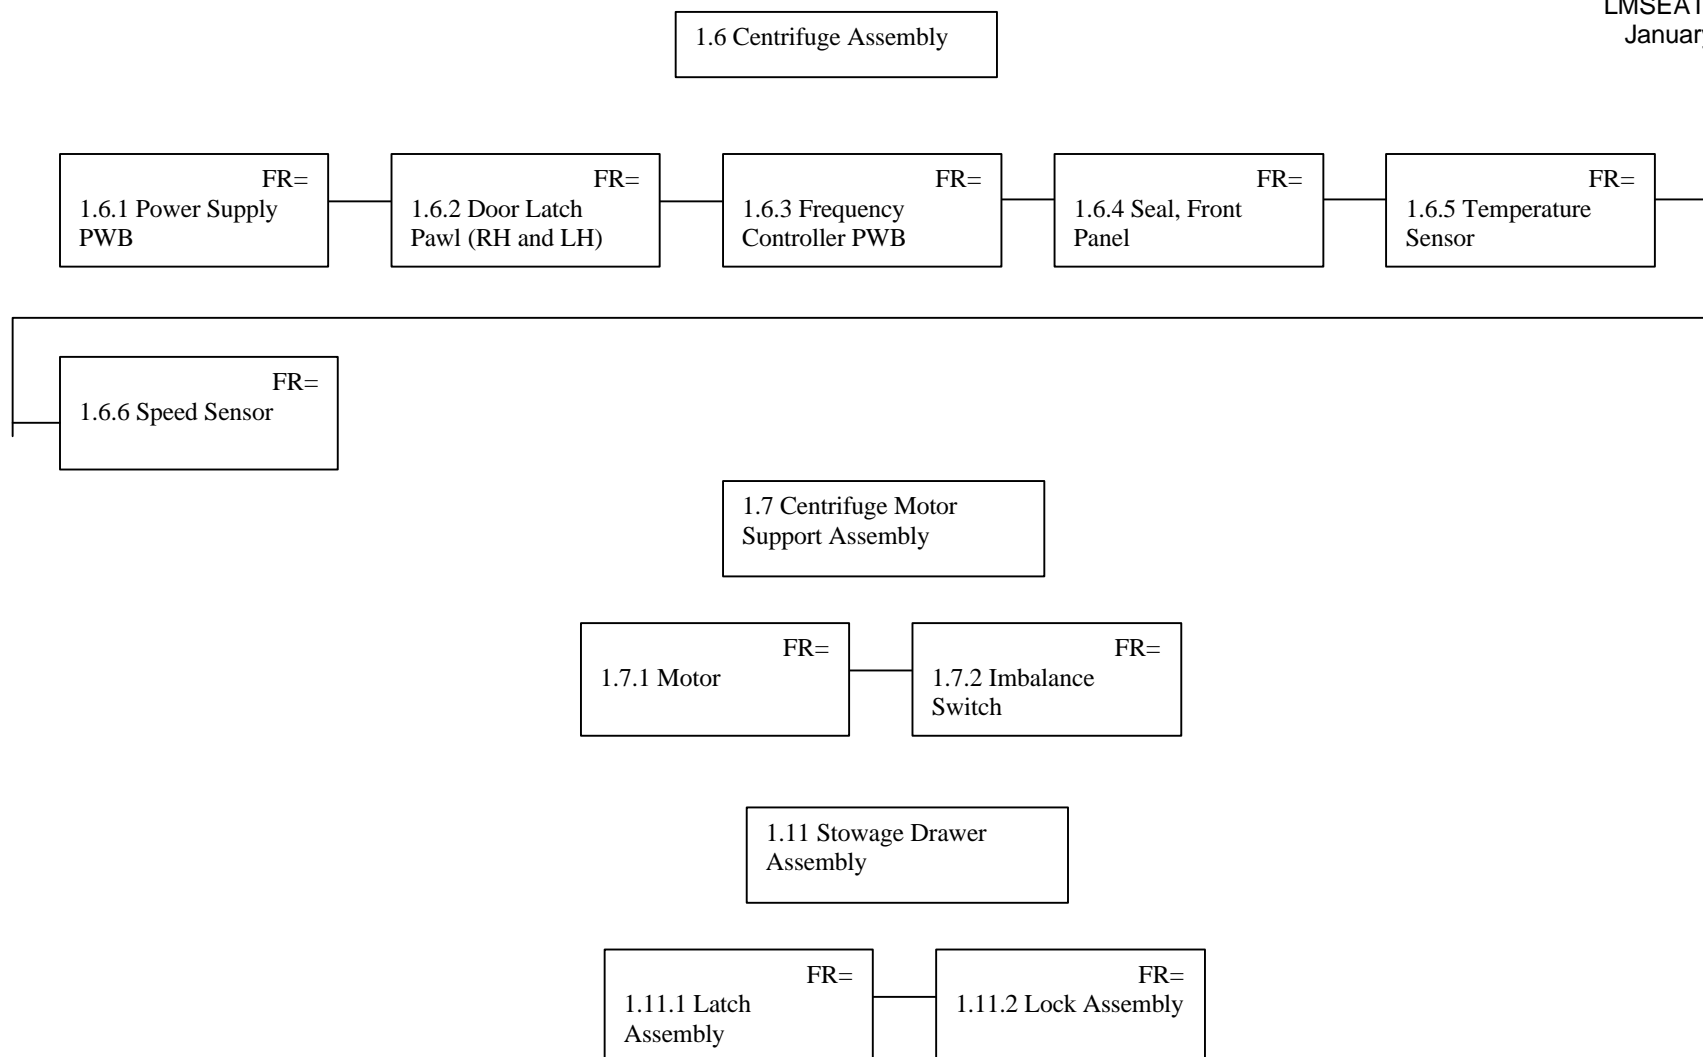 LMSEAT
January
1.6 Centrifuge Assembly
FR=
1.6.1 Power Supply
PWB
FR=
1.6.2 Door Latch
Pawl (RH and LH)
FR=
1.6.3 Frequency
Controller PWB
FR=
1.6.4 Seal, Front
Panel
FR=
1.6.5 Temperature
Sensor
FR=
1.6.6 Speed Sensor
1.7 Centrifuge Motor
Support Assembly
FR=
1.7.1 Motor
FR=
1.7.2 Imbalance
Switch
1.11 Stowage Drawer
Assembly
FR=
1.11.1 Latch
Assembly
FR=
1.11.2 Lock Assembly